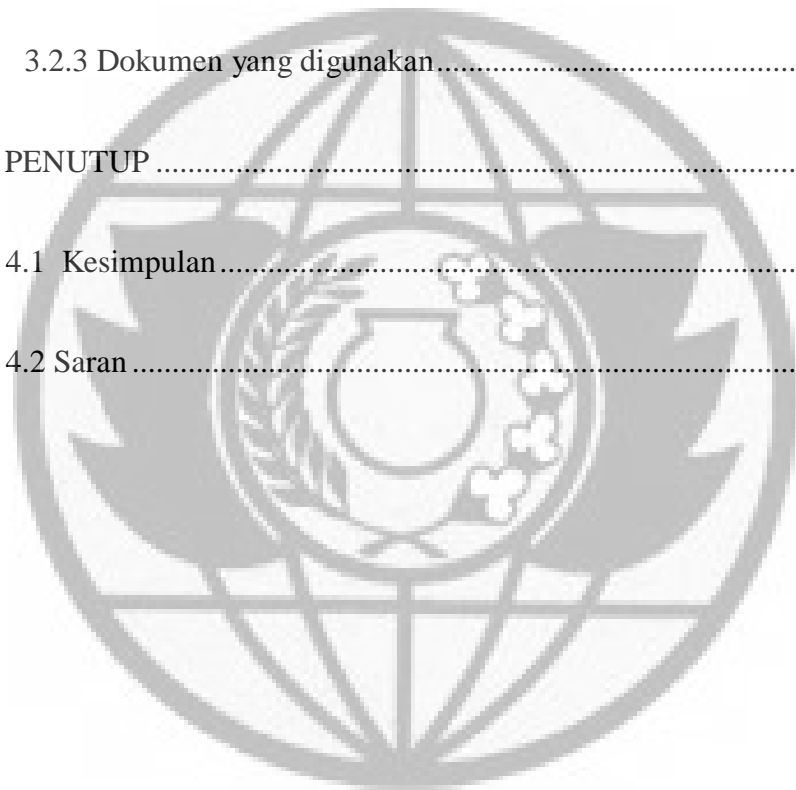 3.2.3 Dokumen yang digunakan....................................................
PENUTUP ................................................................................
4.1  Kesimpulan........................................................................
4.2 Saran ...................................................................................